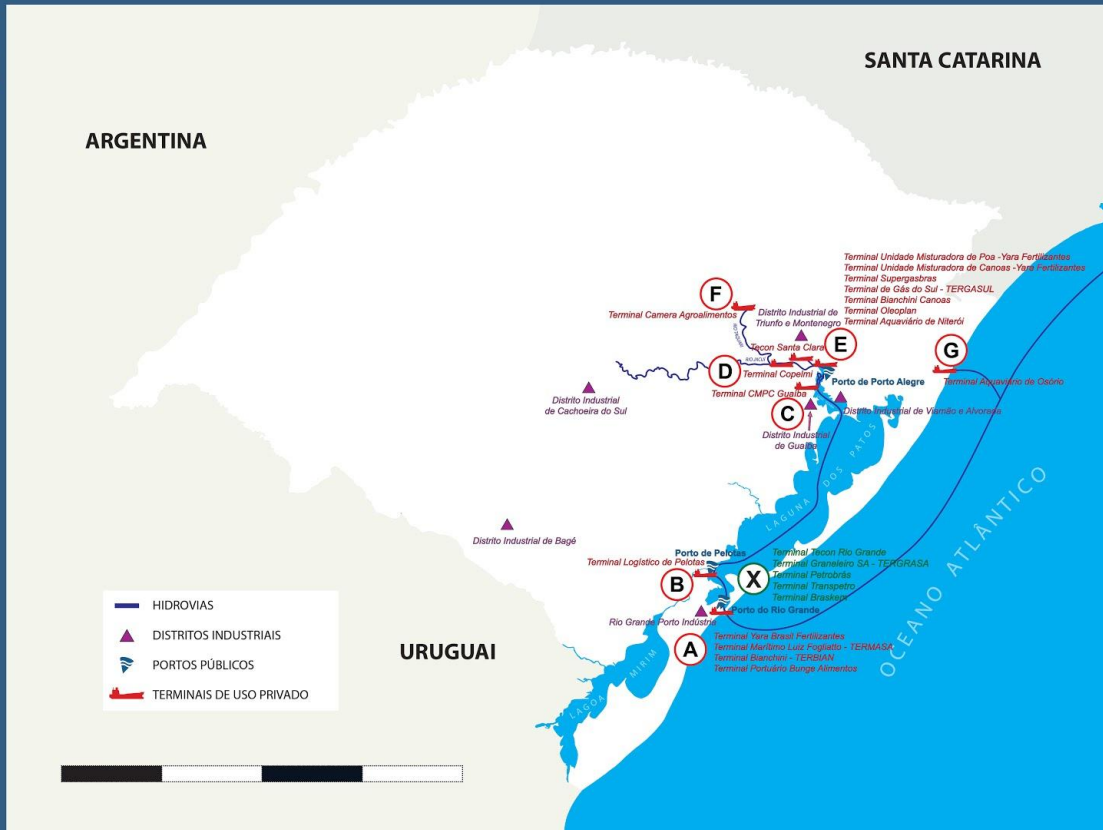 SANTA CATARINA
ARGENTINA
Terminal Unidade Misturadora de Poa -Yara Fertilizantes
Terminal Unidade Misturadora de Canoas -Yara Fertilizantes
Terminal Supergasbras
Terminal de Gás do Sul - TERGASUL
Terminal Bianchini Canoas
Terminal Oleoplan
Terminal Aquaviário de Niterói
F
Terminal Camera Agroalimentos
Distrito Industrial de
Triunfo e Montenegro
RIO TAQUARI
E
G
Tecon Santa Clara
RIO JACUÍ
D
Terminal Copelmi
Porto de Porto Alegre
Terminal Aquaviário de Osório
Terminal CMPC Guaíba
Distrito Industrial
de Cachoeira do Sul
C
Distrito Industrial de Viamão e Alvorada
Distrito Industrial
de Guaíba
LAGUNA DOS PATOS
OCEANO ATLÂNTICO
Distrito Industrial de Bagé
Porto de Pelotas
Terminal Logístico de Pelotas
B
X
Terminal Tecon Rio Grande
Terminal Graneleiro SA - TERGRASA
Terminal Petrobrás
Terminal Transpetro
Terminal Braskem
Porto do Rio Grande
Rio Grande Porto Indústria
A
Terminal Yara Brasil Fertilizantes
Terminal Marítimo Luiz Fogliatto - TERMASA
Terminal Bianchini - TERBIAN
Terminal Portuário Bunge Alimentos
URUGUAI
LAGOA MIRIM
HIDROVIAS
DISTRITOS INDUSTRIAIS
PORTOS PÚBLICOS
TERMINAIS DE USO PRIVADO